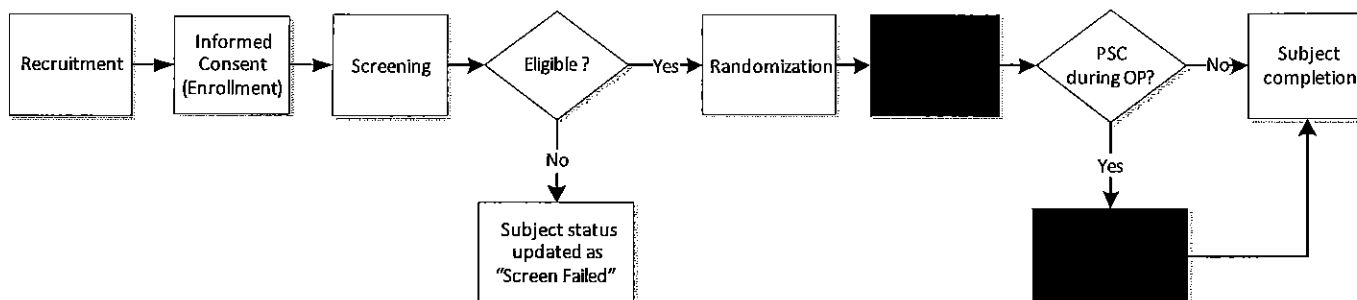 Recruitment
Informed
Consent
(Enrollment)
Screening
Eligible ?
Yes
Randomization
PSC
during OP?
No
Subject
completion
No
Yes
Subject status
updated as
“Screen Failed”